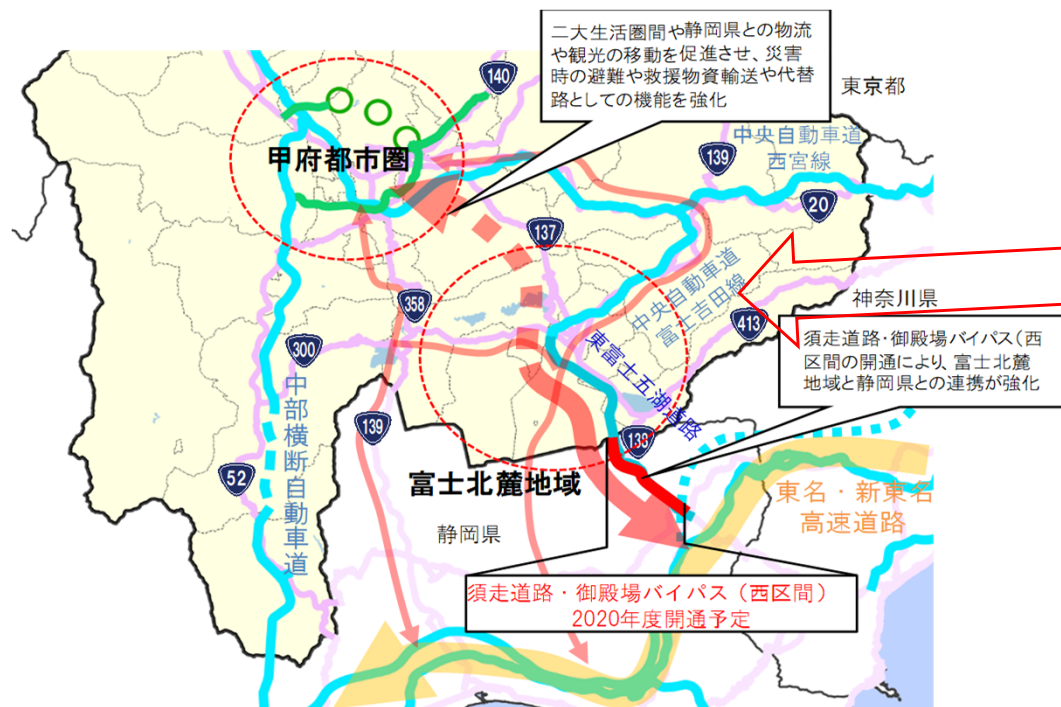 二大生活圏間や静岡県との物流
や観光の移動を促進させ、災害
時の避難や救援物資輸送や代替
路としての機能を強化
東京都
140
中央自動車道
西宮線
139
甲府都市圏
20
137
中央自動車道
富士吉田線
神奈川県
358
413
須走道路・御殿場バイパス(西
区間の開通により、富士北麓
地域と静岡県との連携が強化
300
東富士五湖道路
中部横断自動車道
139
138
52
富士北麓地域
東名・新東名
高速道路
静岡県
須走道路・御殿場バイパス（西区間）
2020年度開通予定